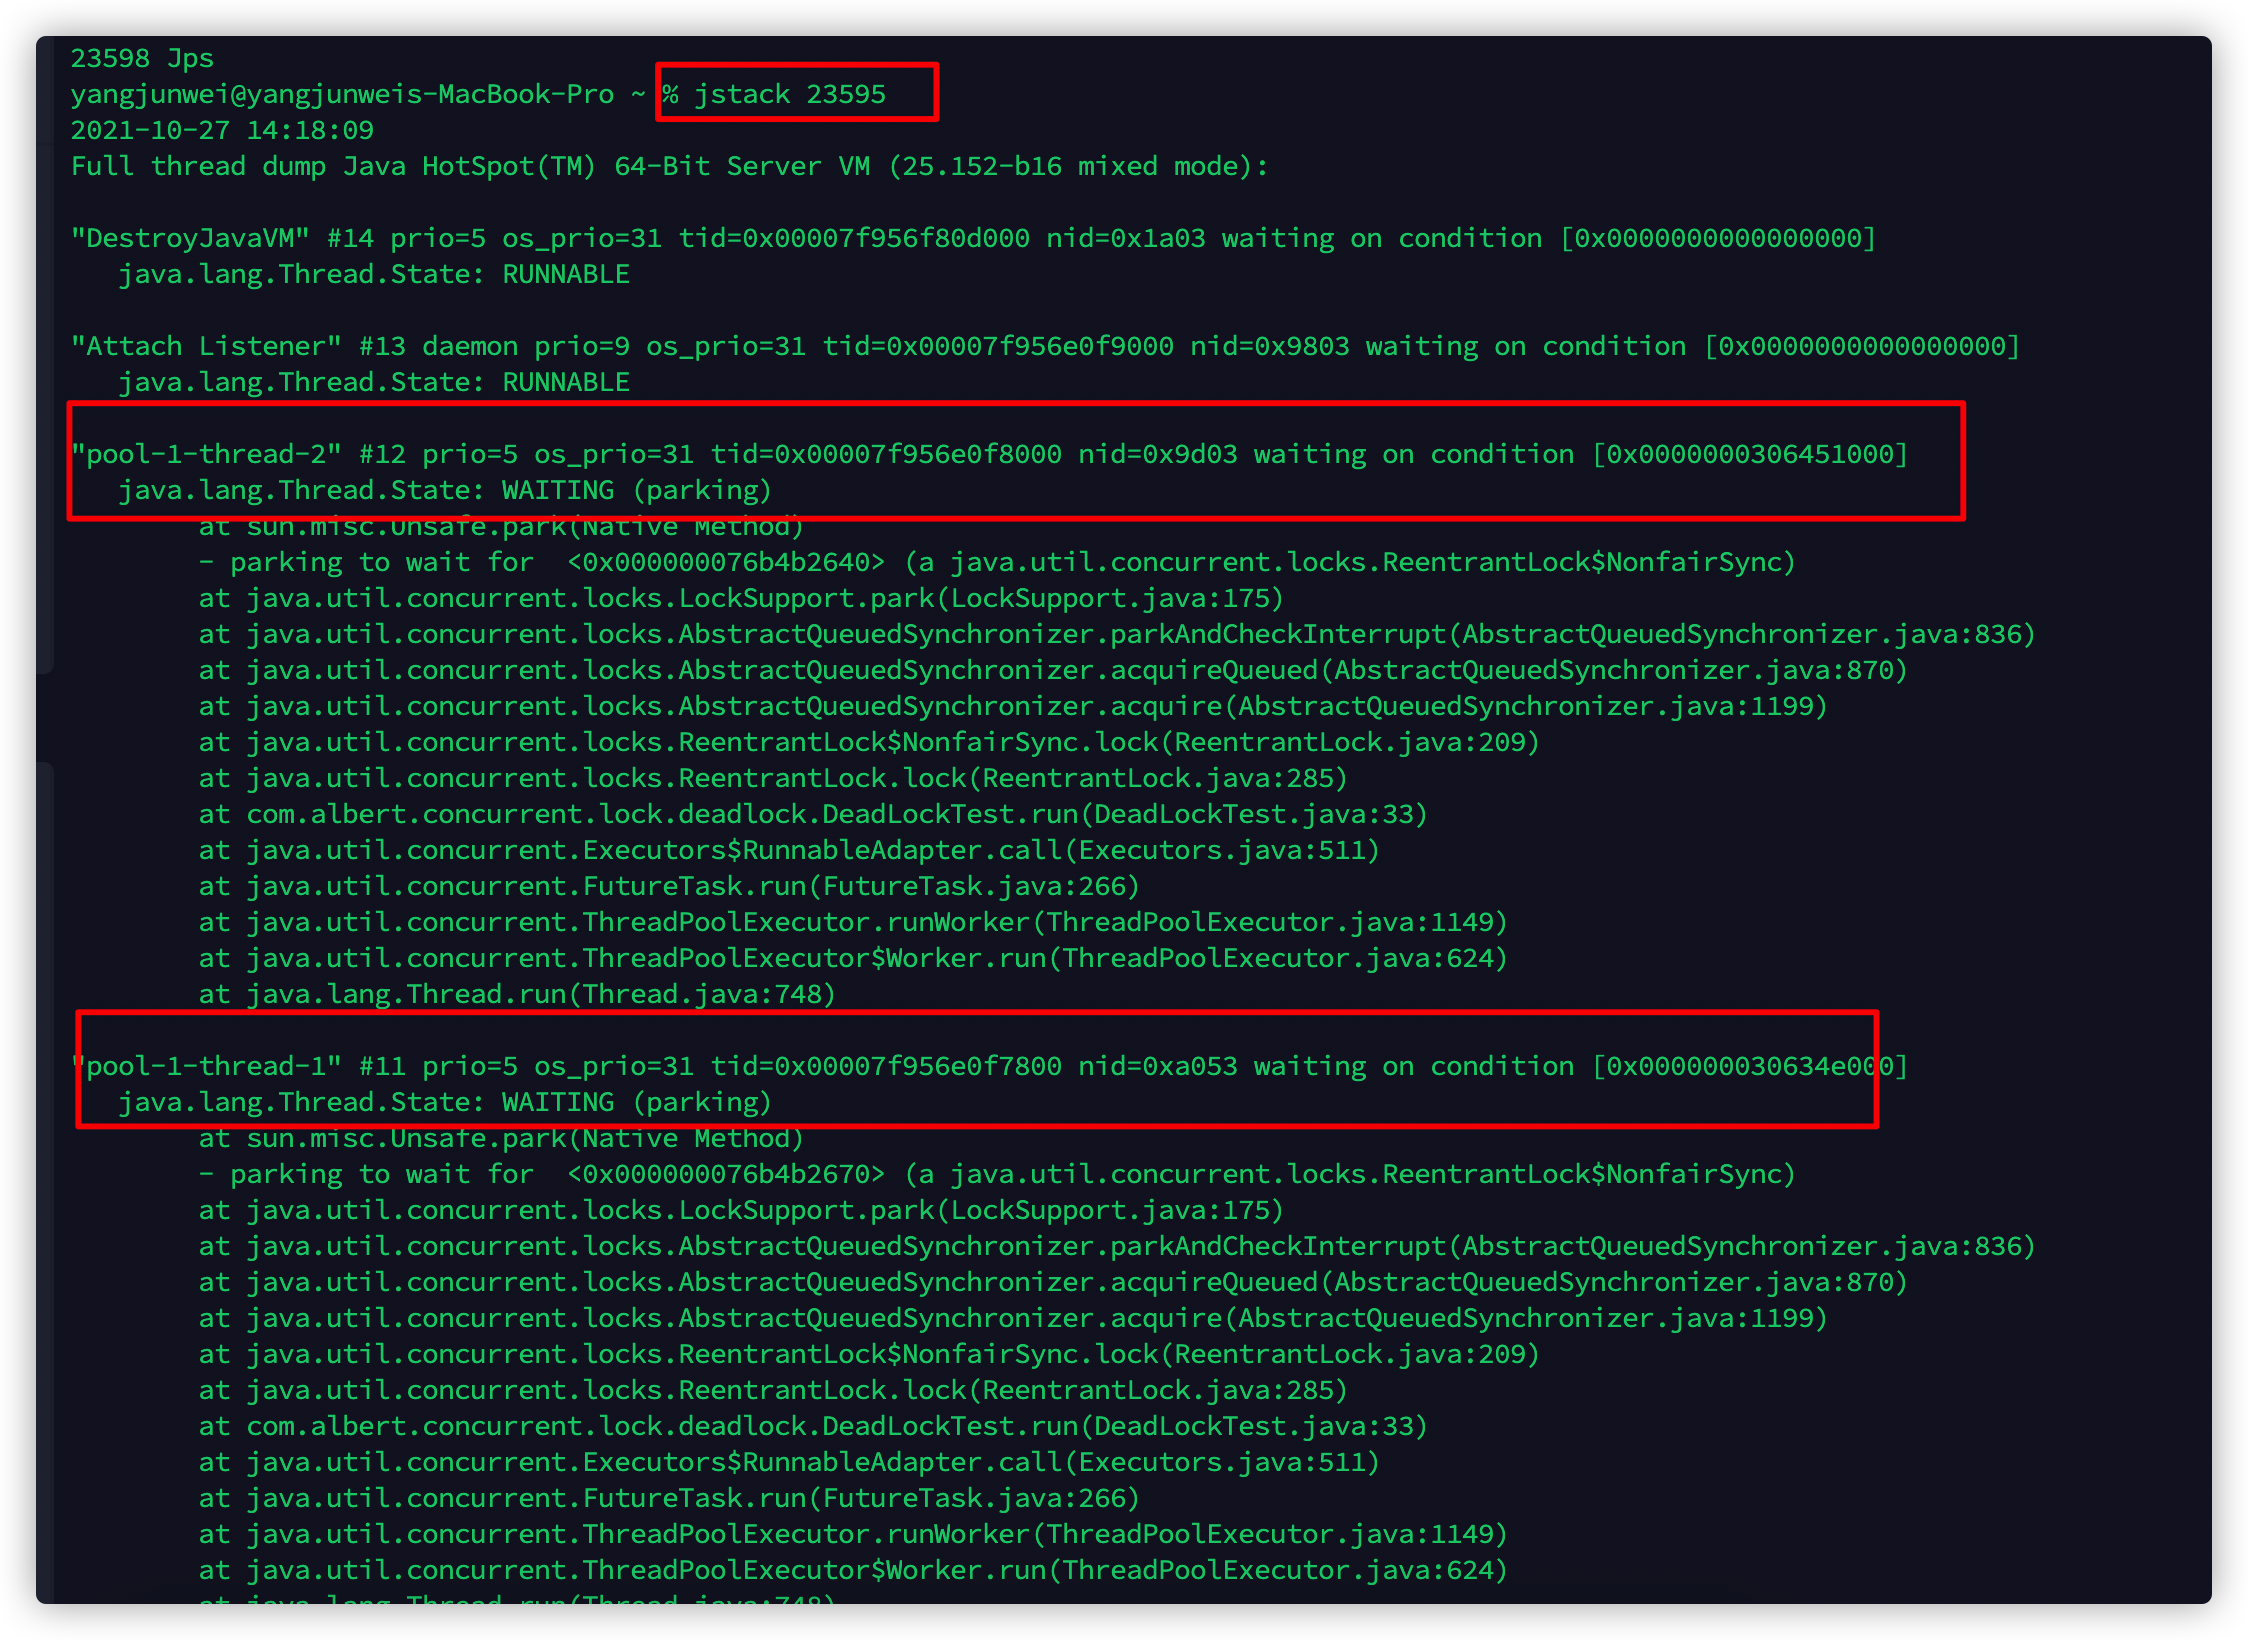 23598 Jps
yangjunwei@yangjunweis-MacBook-Pro ~ % jstack 23595
2021-10-27 14:18:09
Full thread dump Java HotSpot(TM) 64-Bit Server VM (25.152-b16 mixed mode):
"DestroyJavaVM" #14 prio=5 os_prio=31 tid=0x00007f956f80d000 nid=0x1a03 waiting on condition [0x0000000000000000]
java.lang.Thread.State: RUNNABLE
"Attach Listener" #13 daemon prio=9 os_prio=31 tid=0x00007f956e0f9000 nid=0x9803 waiting on condition [0x0000000000000000]
java.lang.Thread.State: RUNNABLE
"pool-1-thread-2" #12 prio=5 os_prio=31 tid=0x00007f956e0f8000 nid=0x9d03 waiting on condition [0x0000000306451000]
java.lang.Thread.State: WAITING (parking)
at sun.misc.Unsafe.park(Native Method)
- parking to wait for  <0x000000076b4b2640> (a java.util.concurrent.locks.ReentrantLock$NonfairSync)
at java.util.concurrent.locks.LockSupport.park(LockSupport.java:175)
at java.util.concurrent.locks.AbstractQueuedSynchronizer.parkAndCheckInterrupt(AbstractQueuedSynchronizer.java:836)
at java.util.concurrent.locks.AbstractQueuedSynchronizer.acquireQueued(AbstractQueuedSynchronizer.java:870)
at java.util.concurrent.locks.AbstractQueuedSynchronizer.acquire(AbstractQueuedSynchronizer.java:1199)
at java.util.concurrent.locks.ReentrantLock$NonfairSync.lock(ReentrantLock.java:209)
at java.util.concurrent.locks.ReentrantLock.lock(ReentrantLock.java:285)
at com.albert.concurrent.lock.deadlock.DeadLockTest.run(DeadLockTest.java:33)
at java.util.concurrent.Executors$RunnableAdapter.call(Executors.java:511)
at java.util.concurrent.FutureTask.run(FutureTask.java:266)
at java.util.concurrent.ThreadPoolExecutor.runWorker(ThreadPoolExecutor.java:1149)
at java.util.concurrent.ThreadPoolExecutor$Worker.run(ThreadPoolExecutor.java:624)
at java.lang.Thread.run(Thread.java:748)
"pool-1-thread-1" #11 prio=5 os_prio=31 tid=0x00007f956e0f7800 nid=0xa053 waiting on condition [0x000000030634e000]
java.lang.Thread.State: WAITING (parking)
at sun.misc.Unsafe.park(Native Method)
- parking to wait for  <0x000000076b4b2670> (a java.util.concurrent.locks.ReentrantLock$NonfairSync)
at java.util.concurrent.locks.LockSupport.park(LockSupport.java:175)
at java.util.concurrent.locks.AbstractQueuedSynchronizer.parkAndCheckInterrupt(AbstractQueuedSynchronizer.java:836)
at java.util.concurrent.locks.AbstractQueuedSynchronizer.acquireQueued(AbstractQueuedSynchronizer.java:870)
at java.util.concurrent.locks.AbstractQueuedSynchronizer.acquire(AbstractQueuedSynchronizer.java:1199)
at java.util.concurrent.locks.ReentrantLock$NonfairSync.lock(ReentrantLock.java:209)
at java.util.concurrent.locks.ReentrantLock.lock(ReentrantLock.java:285)
at com.albert.concurrent.lock.deadlock.DeadLockTest.run(DeadLockTest.java:33)
at java.util.concurrent.Executors$RunnableAdapter.call(Executors.java:511)
at java.util.concurrent.FutureTask.run(FutureTask.java:266)
at java.util.concurrent.ThreadPoolExecutor.runWorker(ThreadPoolExecutor.java:1149)
at java.util.concurrent.ThreadPoolExecutor$Worker.run(ThreadPoolExecutor.java:624)
at java.lang.Thread.run(Thread.java:748)